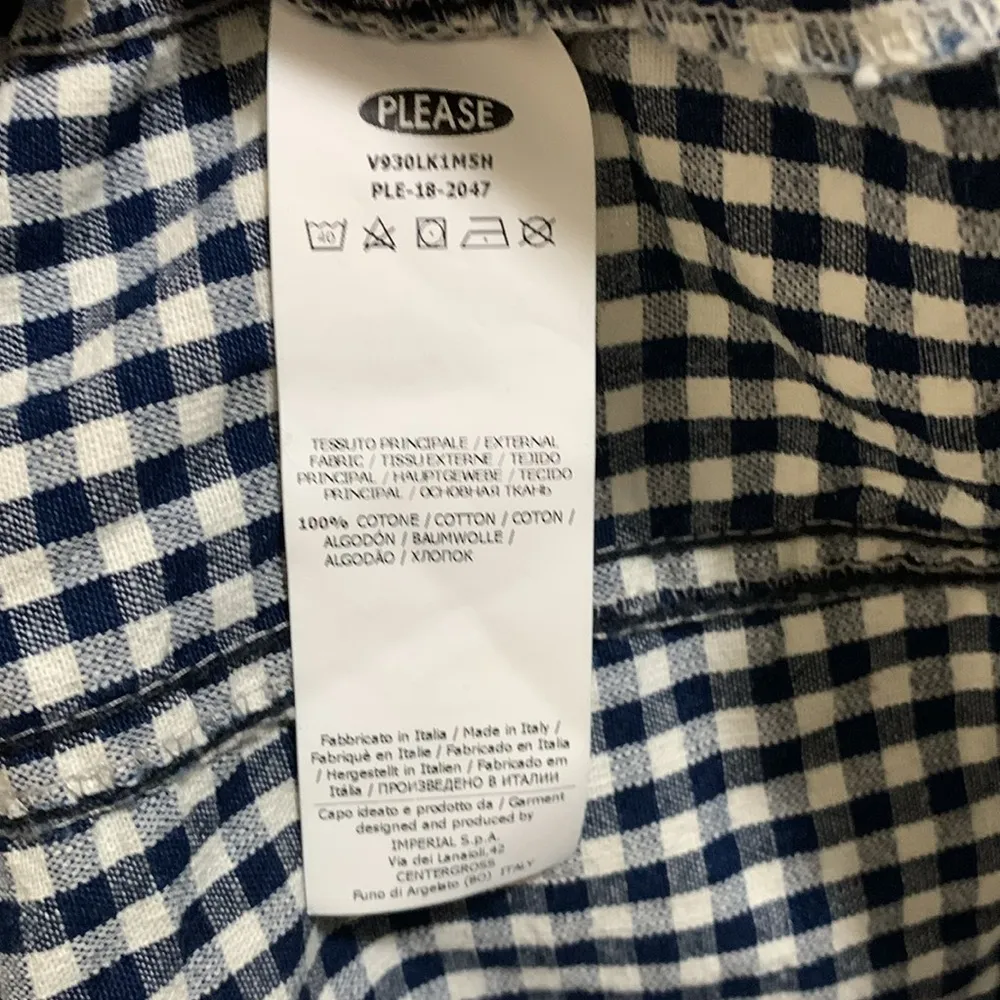 PLEASE
V930LK1M5H
PLE-18-2047
40
TESSUTO PRINCIPALE / EXTERNAL
FABRIC / TISSU EXTERNE / TEJIDO
PRINCIPAL / HAUPTGEWEBE / TECIDO
PRINCIPAL / ОСНОВНАЯ ТКАНЬ
100% COTONE / COTTON / COTON /
ALGODÓN / BAUMWOLLE /
ALGODÃO / ХЛОПОК
Fabbricato in Italia / Made in Italy /
Fabriquè en Italie / Fabricado en Italia
/ Hergestellt in Italien / Fabricado em
Itália / ПРОИЗВЕДЕНО В ИТАЛИИ
Capo ideato e prodotto da / Garment
designed and produced by
IMPERIAL S.p.A.
Via dei Lanaioli,42
CENTERGROSS
Funo di Argelato (BO) ITALY